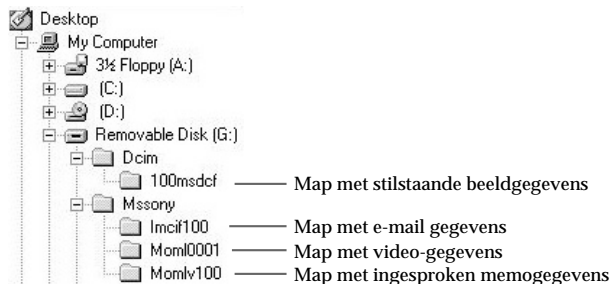 Desktop
My Computer
3½ Floppy (A:)
(C:)
(D:)
Removable Disk (G:)
Dcim
100msdcf Map met stilstaande beeldgegevens
Mssony
Imcif100 Map met e-mail gegevens
Moml0001 Map met video-gegevens
Momlv100 Map met ingesproken memogegevens